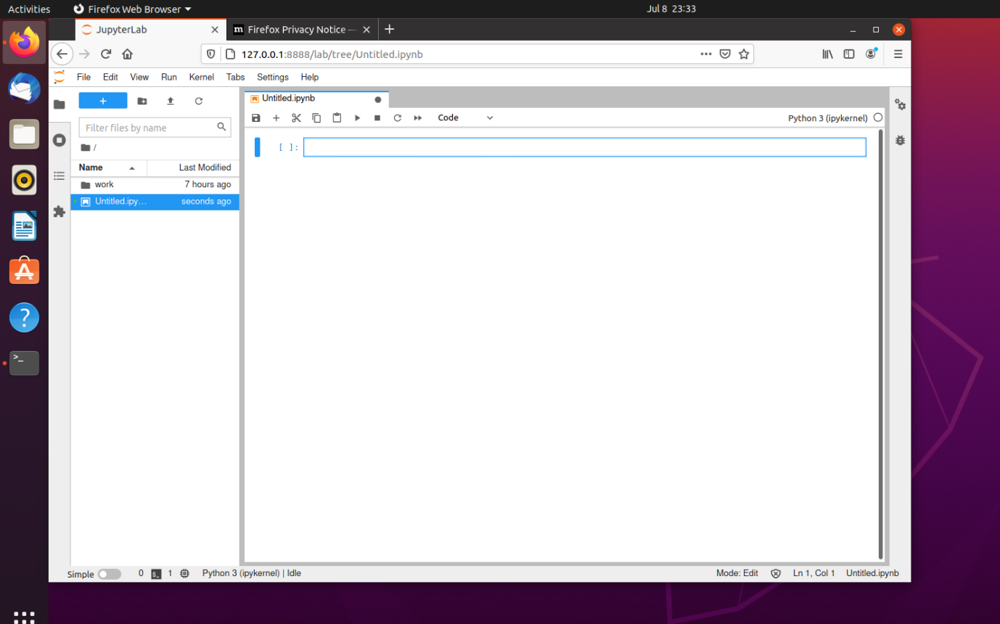 Activities Firefox Web Browser Jul 8 23:33
JupyterLab Firefox Privacy Notice —
127.0.0.1:8888/lab/tree/Untitled.ipynb
File Edit View Run Kernel Tabs Settings Help
Untitled.ipynb
Code Python 3 (ipykernel)
Filter files by name
/
[ ]:
Name Last Modified
work 7 hours ago
Untitled.ipy… seconds ago
Simple 0 $_ 1 Python 3 (ipykernel) | Idle Mode: Edit Ln 1, Col 1 Untitled.ipynb